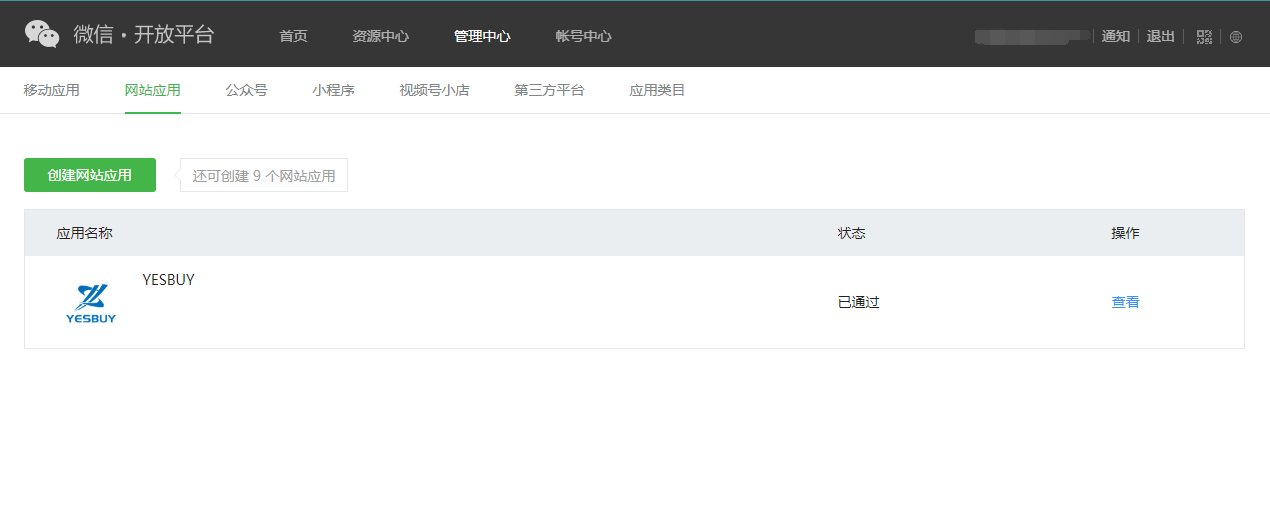 微信·开放平台 首页 资源中心 管理中心 帐号中心 通知 退出
移动应用 网站应用 公众号 小程序 视频号小店 第三方平台 应用类目
创建网站应用 还可创建 9 个网站应用
应用名称 状态 操作
YESBUY
YESBUY 已通过 查看